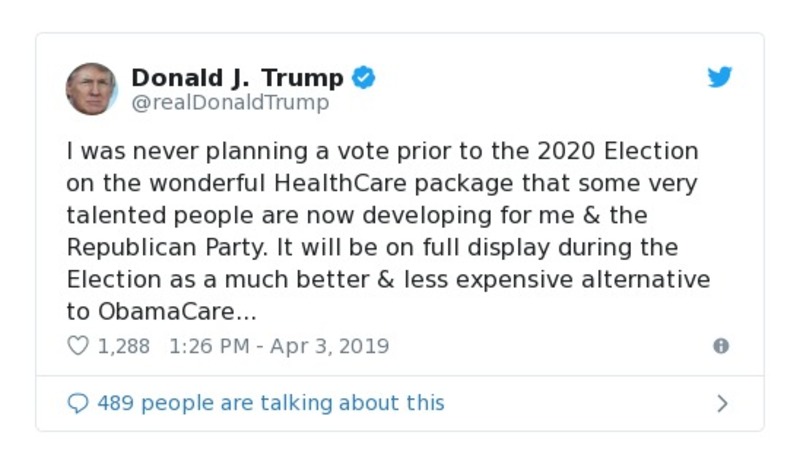 Donald J. Trump
@realDonaldTrump
I was never planning a vote prior to the 2020 Election
on the wonderful HealthCare package that some very
talented people are now developing for me & the
Republican Party. It will be on full display during the
Election as a much better & less expensive alternative
to ObamaCare...
1,288 1:26 PM - Apr 3, 2019
489 people are talking about this